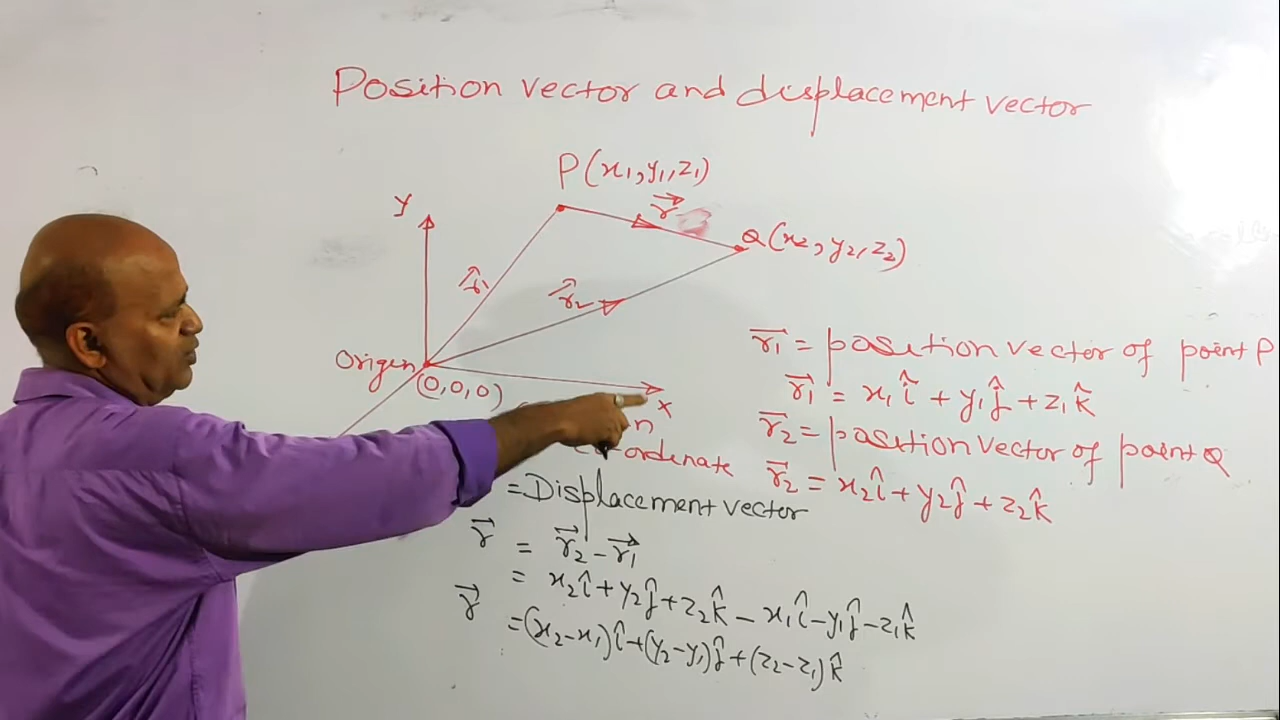 Position vector and displacement vector
P(x₁,y₁,z₁)
y
r⃗
Q(x₂,y₂,z₂)
r⃗₁
r⃗₂
Origen
(0,0,0)
x
r⃗₁ = position vector of point P
r⃗₁ = x₁î + y₁ĵ + z₁k̂
r⃗₂ = position vector of point Q
r⃗₂ = x₂î + y₂ĵ + z₂k̂
= Displacement vector
r⃗ = r⃗₂ - r⃗₁
= x₂î + y₂ĵ + z₂k̂ - x₁î - y₁ĵ - z₁k̂
r⃗ = (x₂-x₁)î + (y₂-y₁)ĵ + (z₂-z₁)k̂